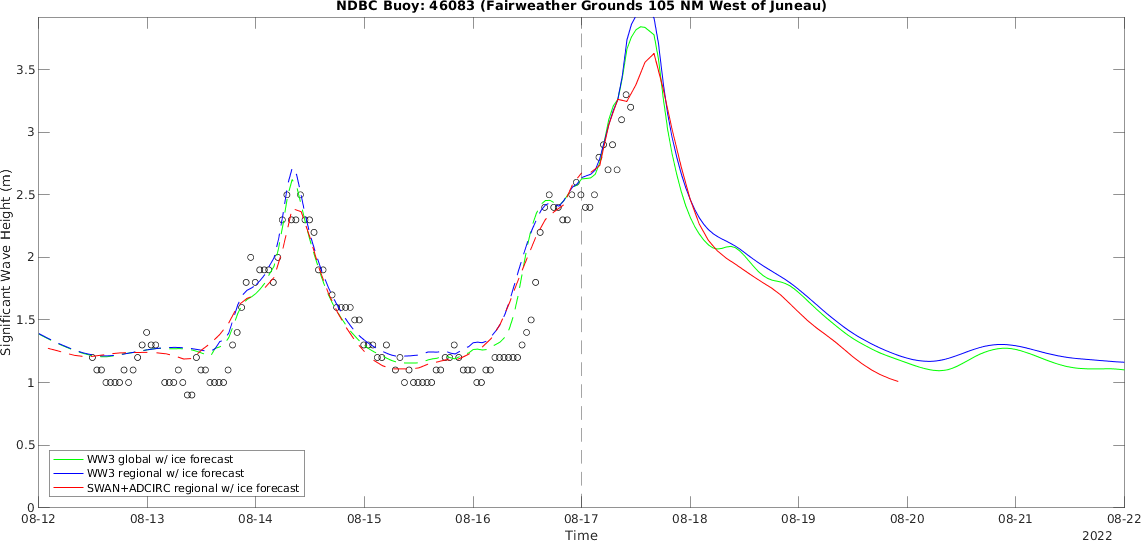 NDBC Buoy: 46083 (Fairweather Grounds 105 NM West of Juneau)
Significant Wave Height (m)
3.5
3
2.5
2
1.5
1
0.5
0
WW3 global w/ ice forecast
WW3 regional w/ ice forecast
SWAN+ADCIRC regional w/ ice forecast
08-12 08-13 08-14 08-15 08-16 08-17 08-18 08-19 08-20 08-21 08-22
Time
2022